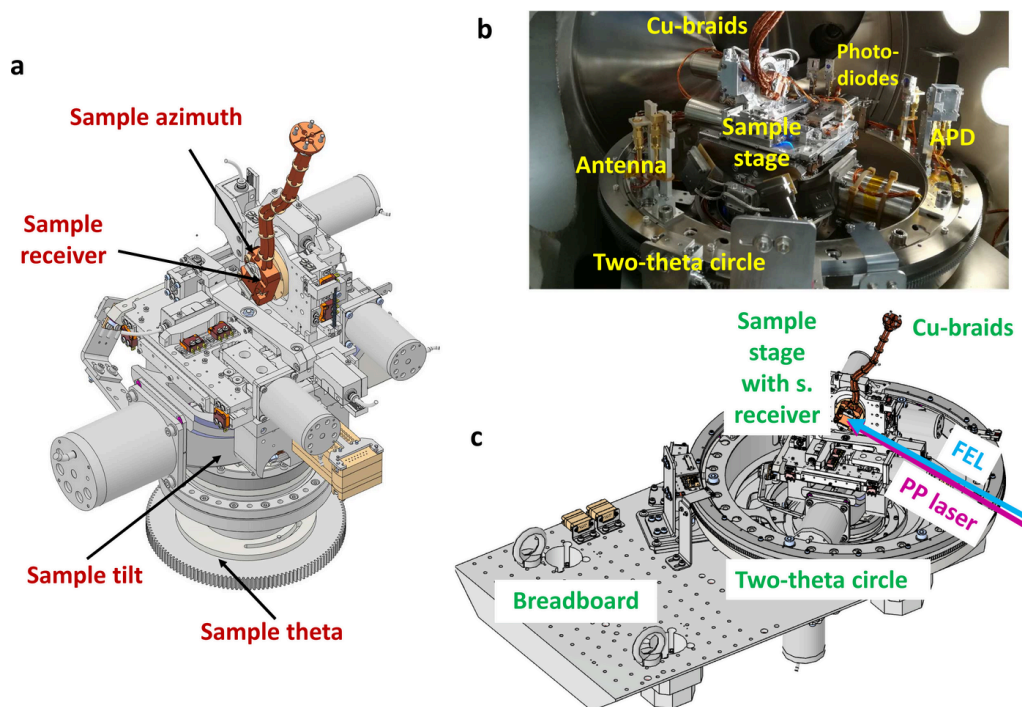 a
Sample azimuth
Sample
receiver
Sample tilt
Sample theta
b
Cu-braids
Photo-
diodes
Sample
stage
APD
Antenna
Two-theta circle
c
Sample
stage
with s.
receiver
Cu-braids
FEL
PP laser
Two-theta circle
Breadboard